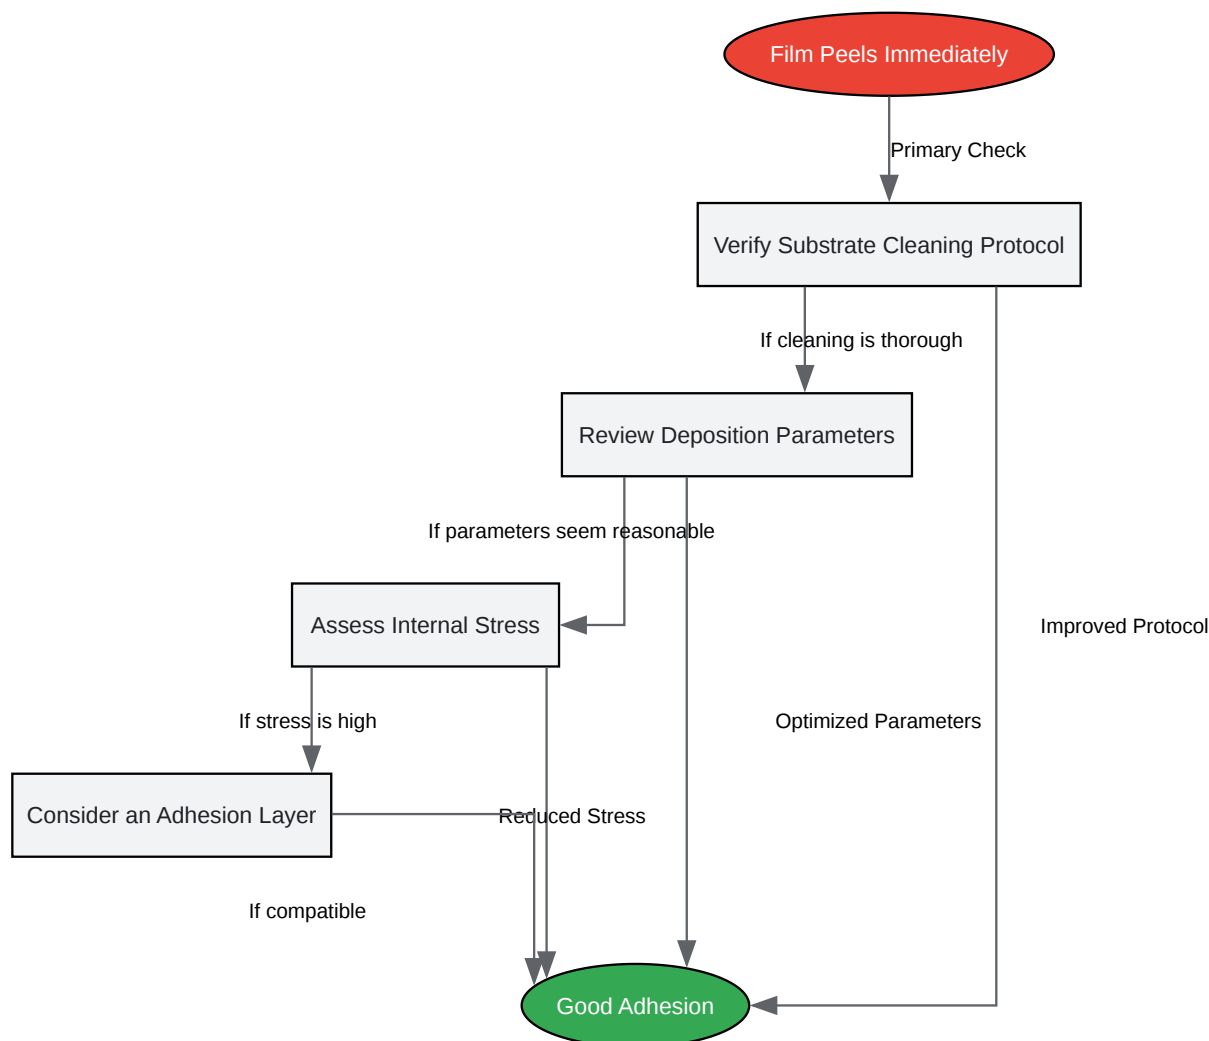 Film Peels Immediately
Primary Check
Verify Substrate Cleaning Protocol
If cleaning is thorough
Review Deposition Parameters
If parameters seem reasonable
Assess Internal Stress
Improved Protocol
If stress is high
Optimized Parameters
Consider an Adhesion Layer
Reduced Stress
If compatible
Good Adhesion